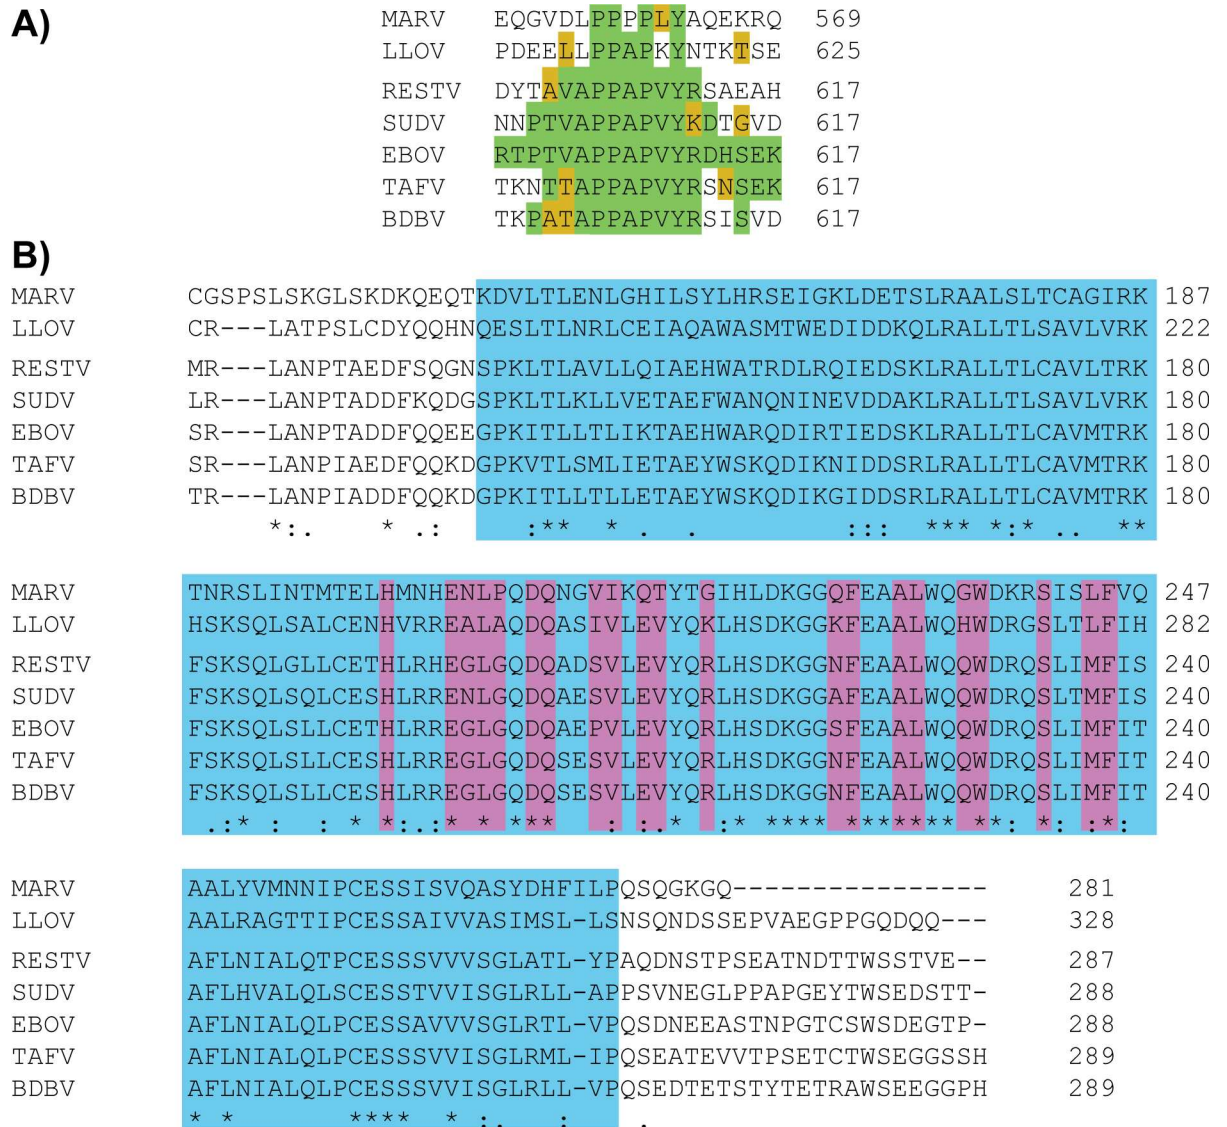 A)
MARV EQGVDLPPPPLYAQEKRQ 569
LLOV PDEELLPPAPKYNTKTSE 625
RESTV DYTAVAPPAPVYRSAEAH 617
SUDV NNPTVAPPAPVYKDTGVD 617
EBOV RTPTVAPPAPVYRDHSEK 617
TAFV TKNTTAPPAPVYRSNSEK 617
BDBV TKPATAPPAPVYRSISVD 617
B)
MARV CGSPSLSKGLSKDKQEQTKDVLTLENLGHILSYLHRSEIGKLDETSLRAALSLTCAGIRK 187
LLOV CR---LATPSLCDYQQHNQESLTLNRLCEIAQAWASMTWEDIDDKQLRALLTLSAVLVRK 222
RESTV MR---LANPTAEDFSQGNSPKLTLAVLLQIAEHWATRDLRQIEDSKLRALLTLCAVLTRK 180
SUDV LR---LANPTADDFKQDGSPKLTLKLLVETAEFWANQNINEVDDAKLRALLTLSAVLVRK 180
EBOV SR---LANPTADDFQQEEGPKITLLTLIKTAEHWARQDIRTIEDSKLRALLTLCAVMTRK 180
TAFV SR---LANPIAEDFQQKDGPKVTLSMLIETAEYWSKQDIKNIDDSRLRALLTLCAVMTRK 180
BDBV TR---LANPIADDFQQKDGPKITLLTLLETAEYWSKQDIKGIDDSRLRALLTLCAVMTRK 180
*:. * .: :** * . . ::: *** *:* .. **
MARV TNRSLINTMTELHMNHENLPQDQNGVIKQTYTGIHLDKGGQFEAALWQGWDKRSISLFVQ 247
LLOV HSKSQLSALCENHVRREALAQDQASIVLEVYQKLHSDKGGKFEAALWQHWDRGSLTLFIH 282
RESTV FSKSQLGLLCETHLRHEGLGQDQADSVLEVYQRLHSDKGGNFEAALWQQWDRQSLIMFIS 240
SUDV FSKSQLSQLCESHLRRENLGQDQAESVLEVYQRLHSDKGGAFEAALWQQWDRQSLTMFIS 240
EBOV FSKSQLSLLCETHLRREGLGQDQAEPVLEVYQRLHSDKGGSFEAALWQQWDRQSLIMFIT 240
TAFV FSKSQLSLLCESHLRREGLGQDQSESVLEVYQRLHSDKGGNFEAALWQQWDRQSLIMFIT 240
BDBV FSKSQLSLLCESHLRREGLGQDQSESVLEVYQRLHSDKGGNFEAALWQQWDRQSLIMFIT 240
.:* : : * *:.:* * *** : :.* :* **** ******* **: *: :*:
MARV AALYVMNNIPCESSISVQASYDHFILPQSQGKGQ---------------- 281
LLOV AALRAGTTIPCESSAIVVASIMSL-LSNSQNDSSEPVAEGPPGQDQQ--- 328
RESTV AFLNIALQTPCESSSVVVSGLATL-YPAQDNSTPSEATNDTTWSSTVE-- 287
SUDV AFLHVALQLSCESSTVVISGLRLL-APPSVNEGLPPAPGEYTWSEDSTT- 288
EBOV AFLNIALQLPCESSAVVVSGLRTL-VPQSDNEEASTNPGTCSWSDEGTP- 288
TAFV AFLNIALQLPCESSSVVISGLRML-IPQSEATEVVTPSETCTWSEGGSSH 289
BDBV AFLNIALQLPCESSSVVISGLRLL-VPQSEDTETSTYTETRAWSEEGGPH 289
* * **** * :. : .